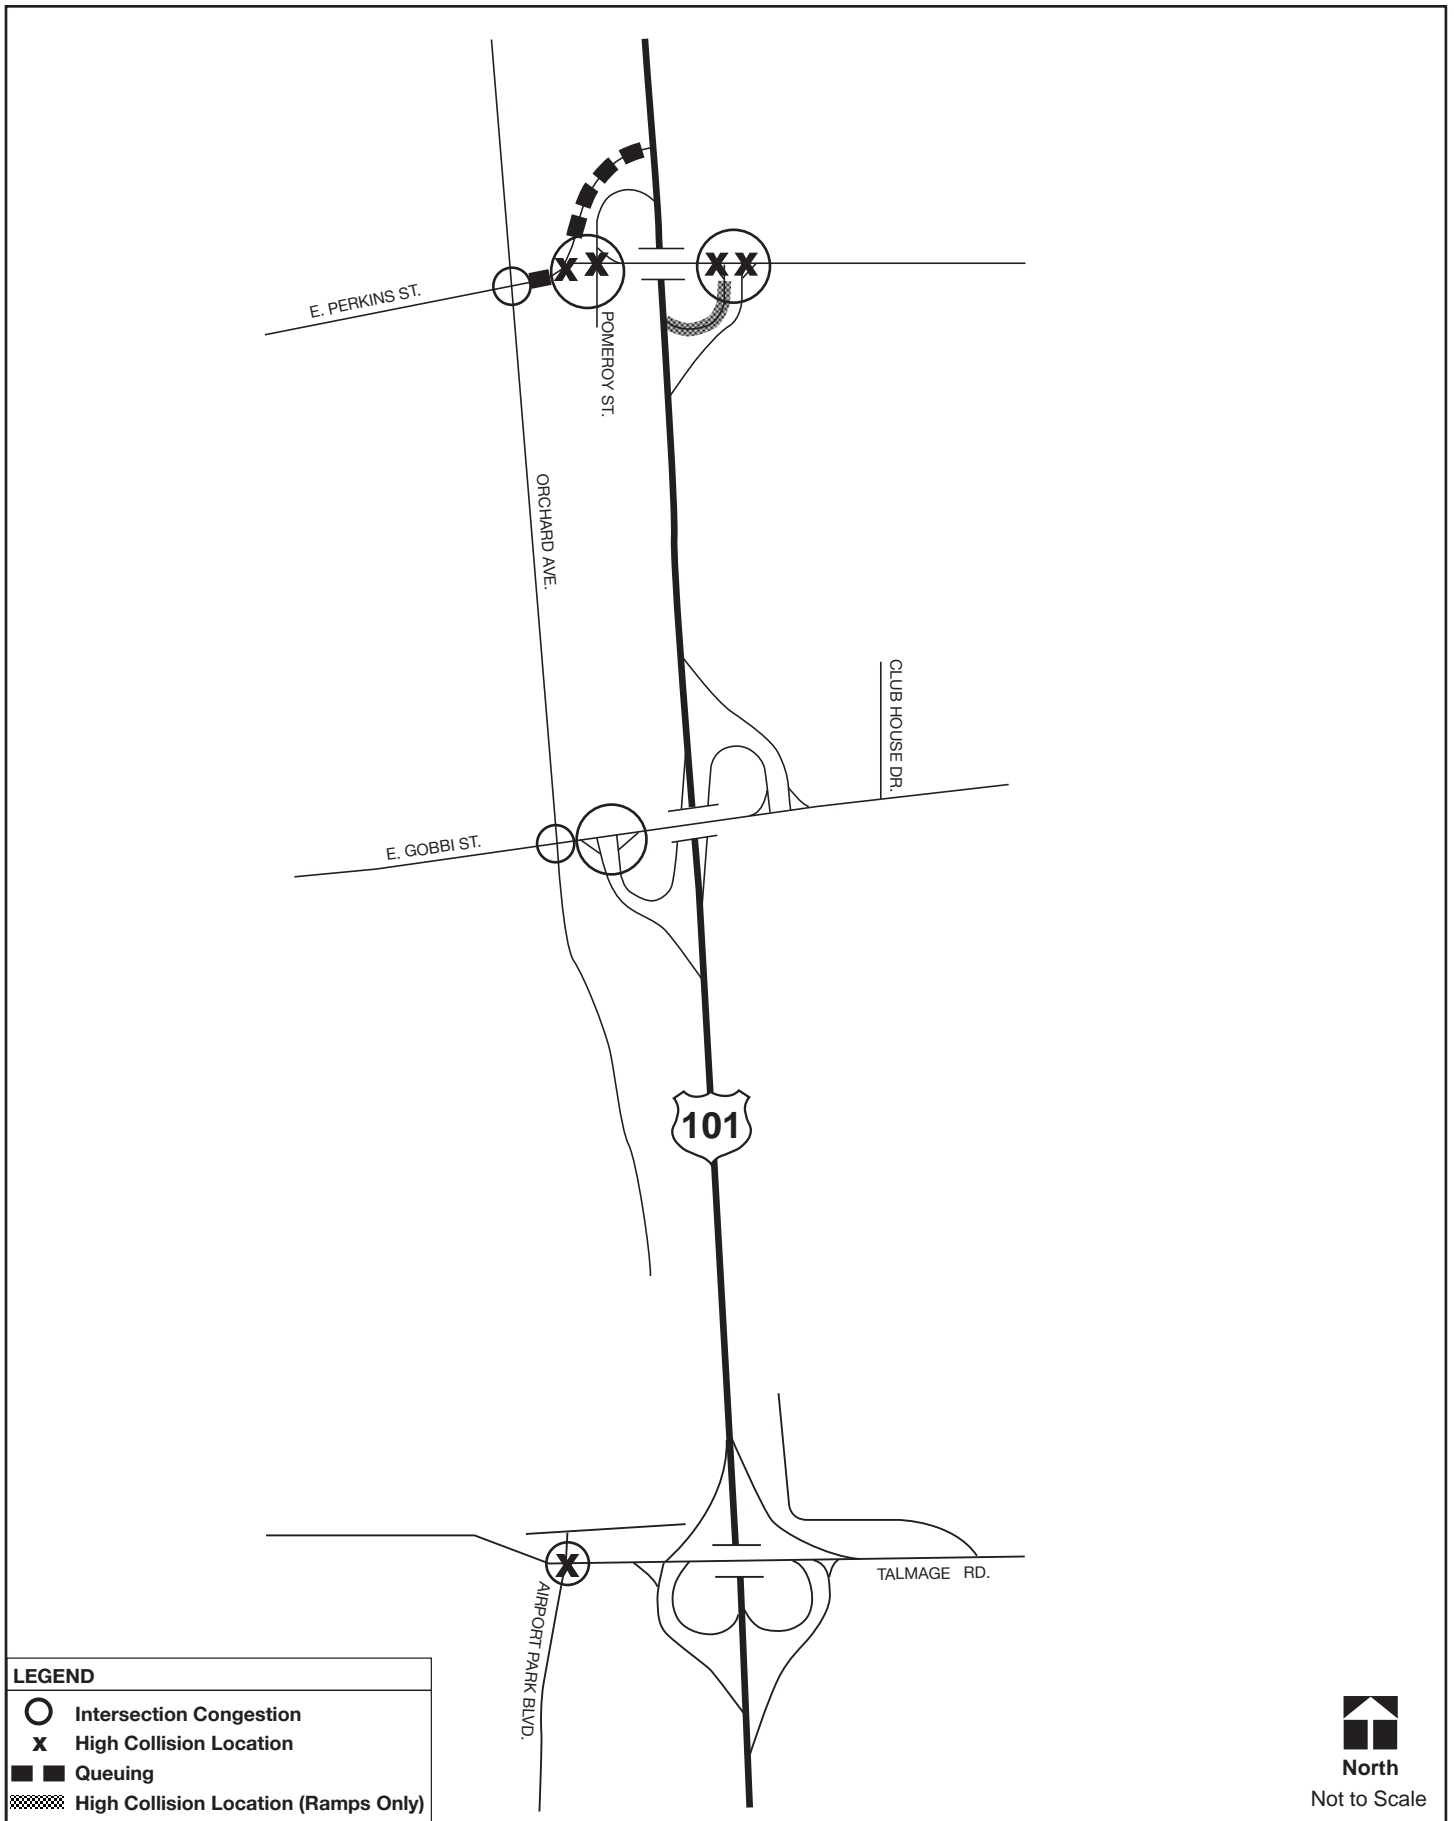 E. PERKINS ST.
POMEROY ST.
ORCHARD AVE.
CLUB HOUSE DR.
E. GOBBI ST.
101
TALMAGE RD.
AIRPORT PARK BLVD.
LEGEND
Intersection Congestion
x High Collision Location
Queuing
High Collision Location (Ramps Only)
North
Not to Scale
X X X X
X